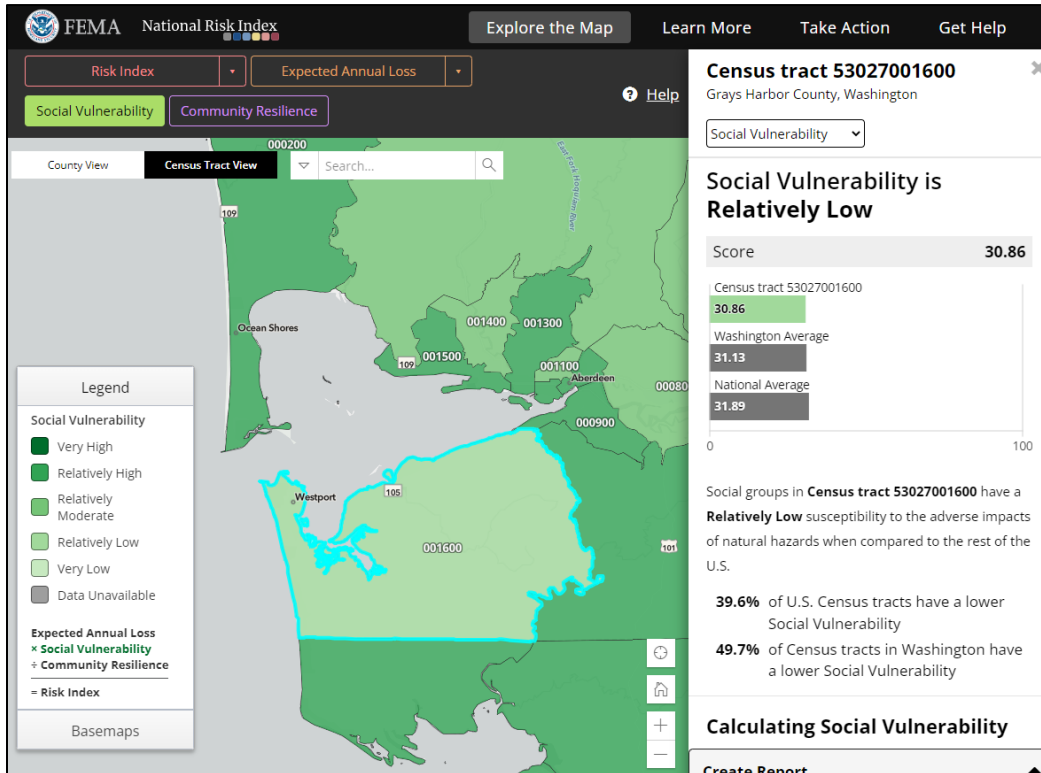 FEMA National Risk Index
Explore the Map Learn More Take Action Get Help
Risk Index Expected Annual Loss
Social Vulnerability Community Resilience
Help
County View Census Tract View Search...
000200
109
East Fork Hoquiam River
Ocean Shores
001400 001300
109 001500
001100
Aberdeen
00080
000900
Westport
105
001600
101
Legend
Social Vulnerability
Very High
Relatively High
Relatively
Moderate
Relatively Low
Very Low
Data Unavailable
Expected Annual Loss
× Social Vulnerability
÷ Community Resilience
= Risk Index
Basemaps
Census tract 53027001600
Grays Harbor County, Washington
Social Vulnerability
Social Vulnerability is
Relatively Low
Score 30.86
Census tract 53027001600
30.86
Washington Average
31.13
National Average
31.89
0 100
Social groups in Census tract 53027001600 have a
Relatively Low susceptibility to the adverse impacts
of natural hazards when compared to the rest of the
U.S.
39.6% of U.S. Census tracts have a lower
Social Vulnerability
49.7% of Census tracts in Washington have
a lower Social Vulnerability
Calculating Social Vulnerability
Create Report